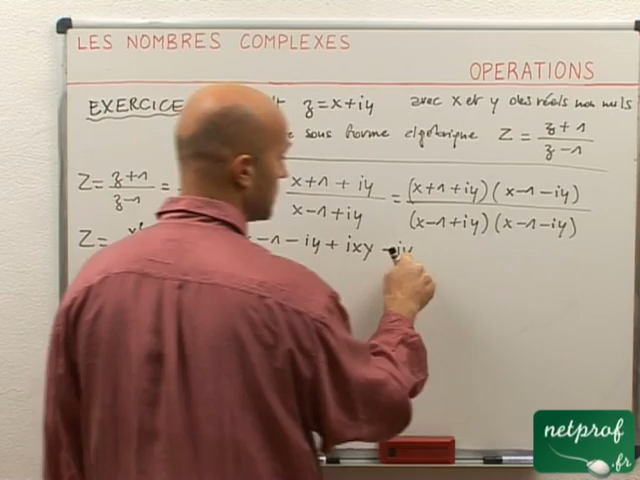 LES NOMBRES COMPLEXES
OPERATIONS
EXERCICE z = x + iy avec x et y des réels non nuls
sous forme algébrique Z = z+1 / z-1
Z = z+1 / z-1 = x+1+iy / x-1+iy = (x+1+iy)(x-1-iy) / (x-1+iy)(x-1-iy)
Z = - 1 - iy + ixy - iy
netprof
.fr